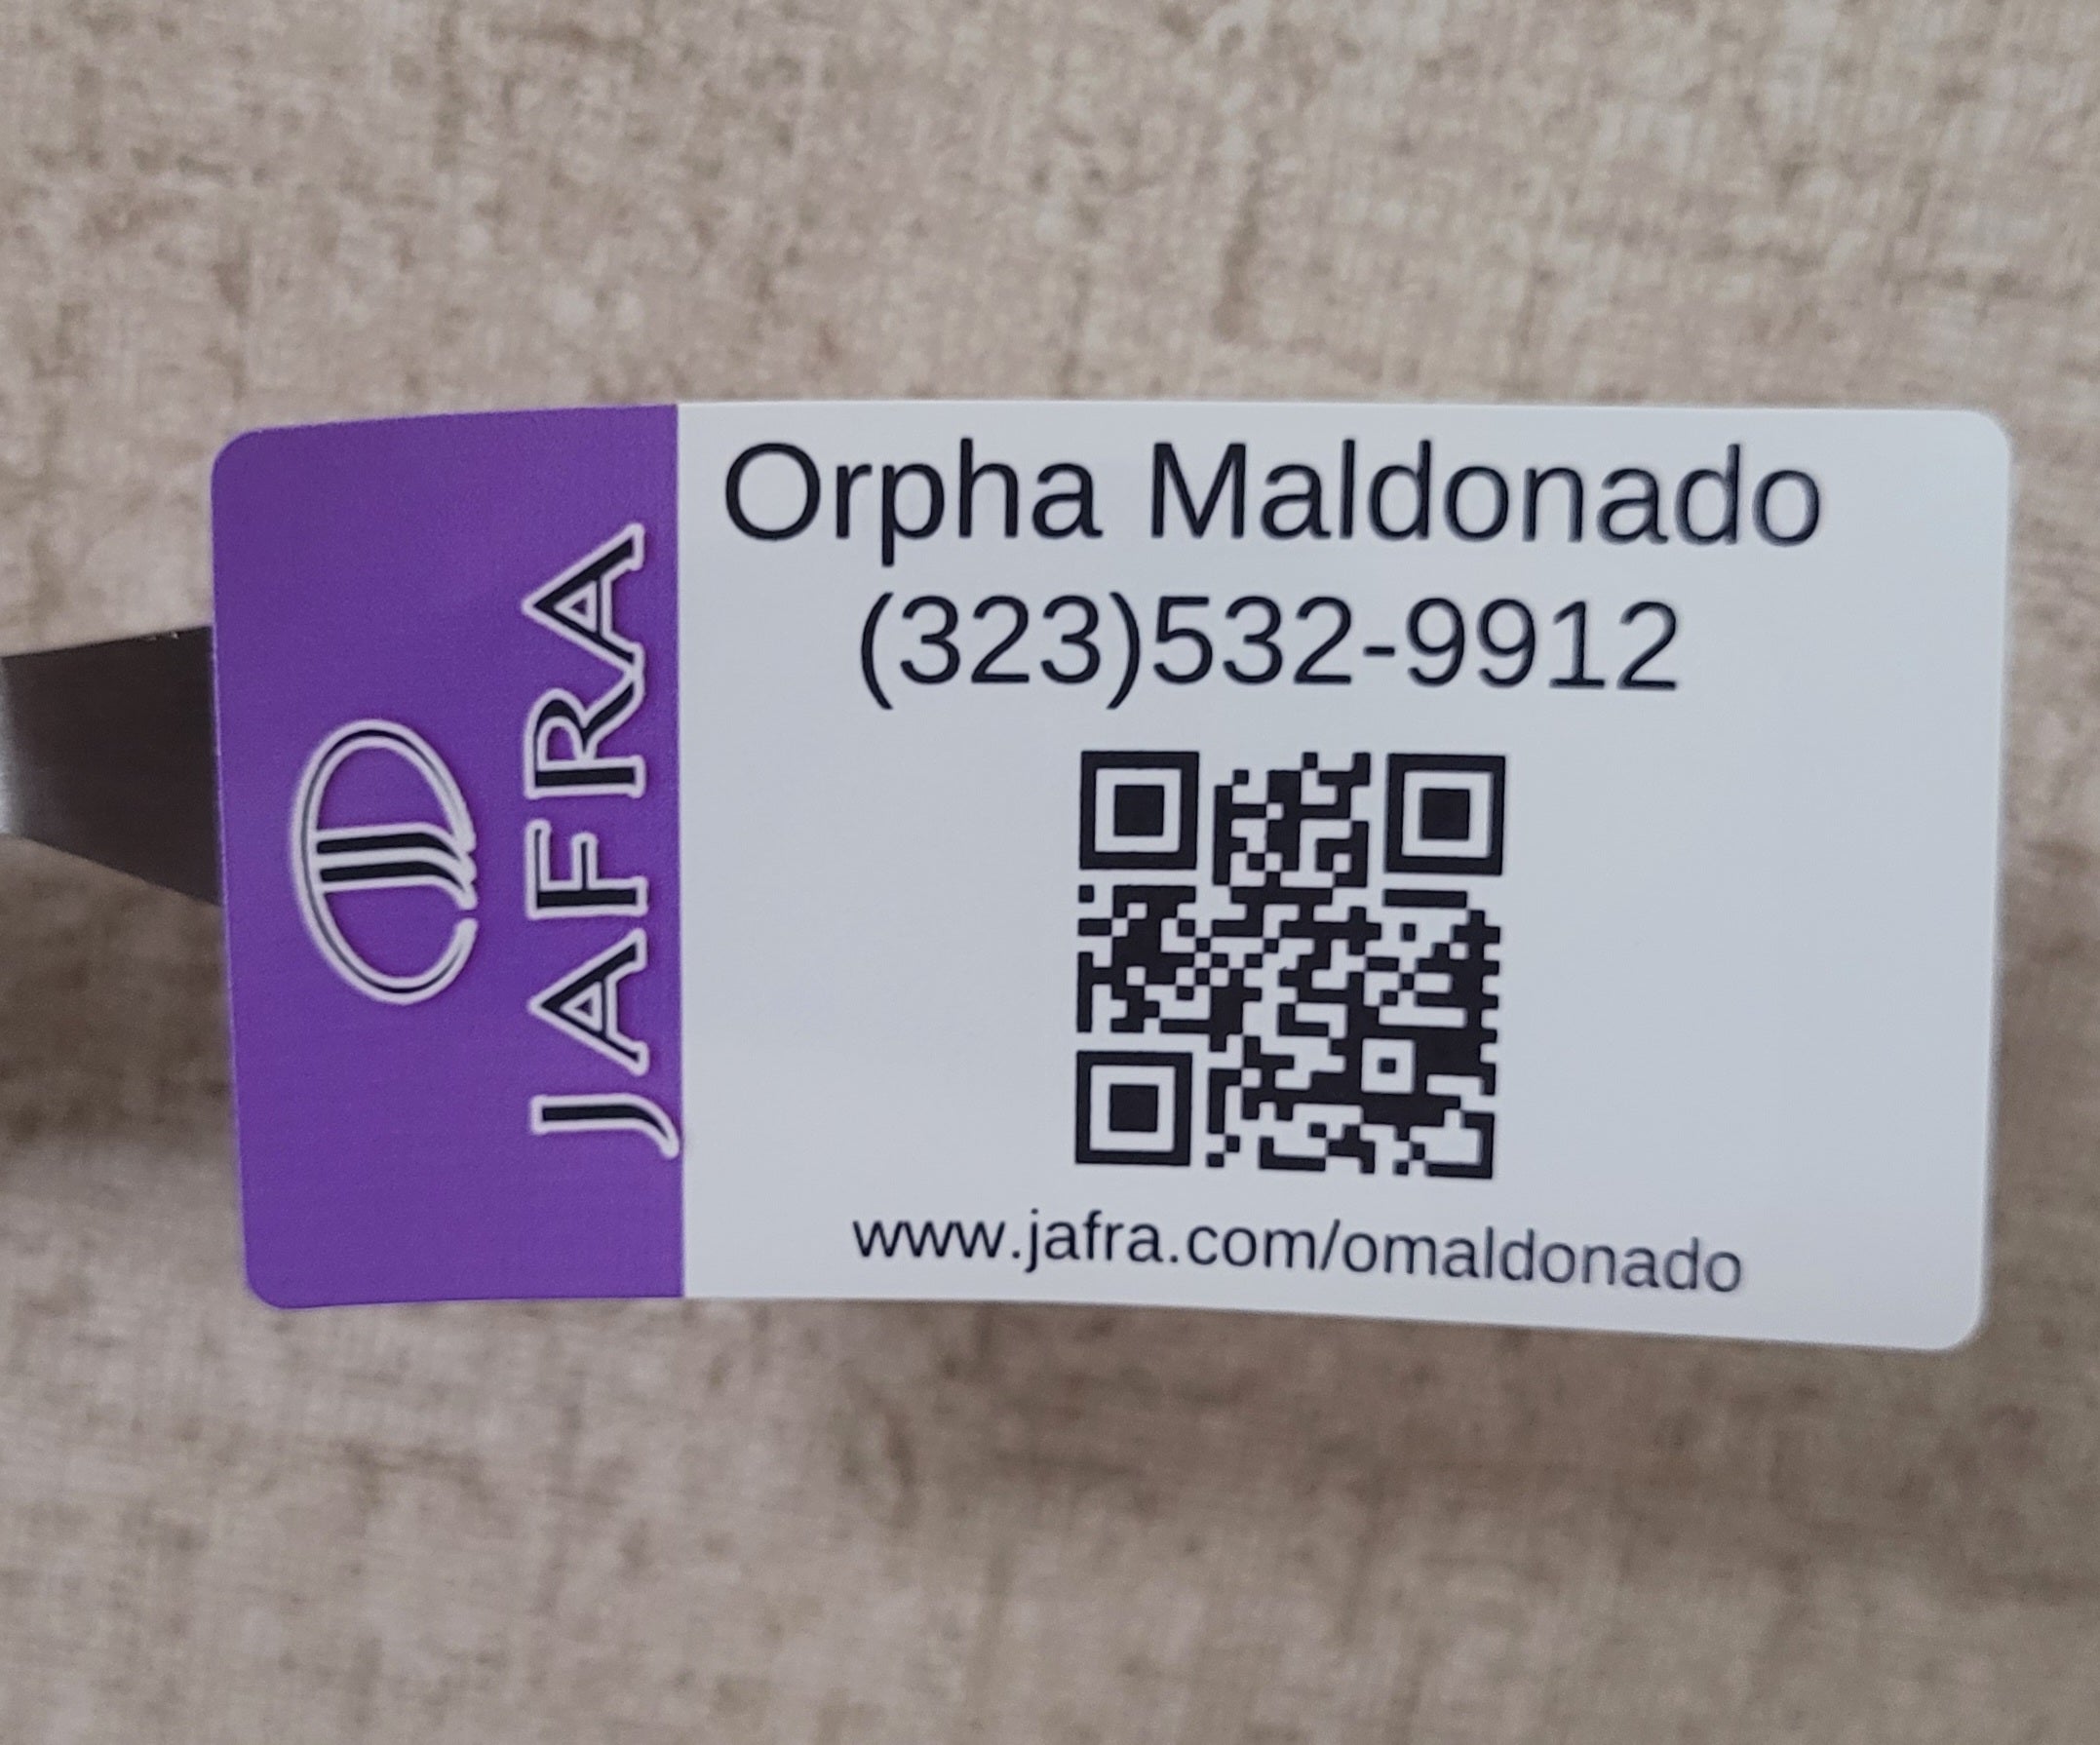 JAFRA
Orpha Maldonado
(323)532-9912
www.jafra.com/omaldonado